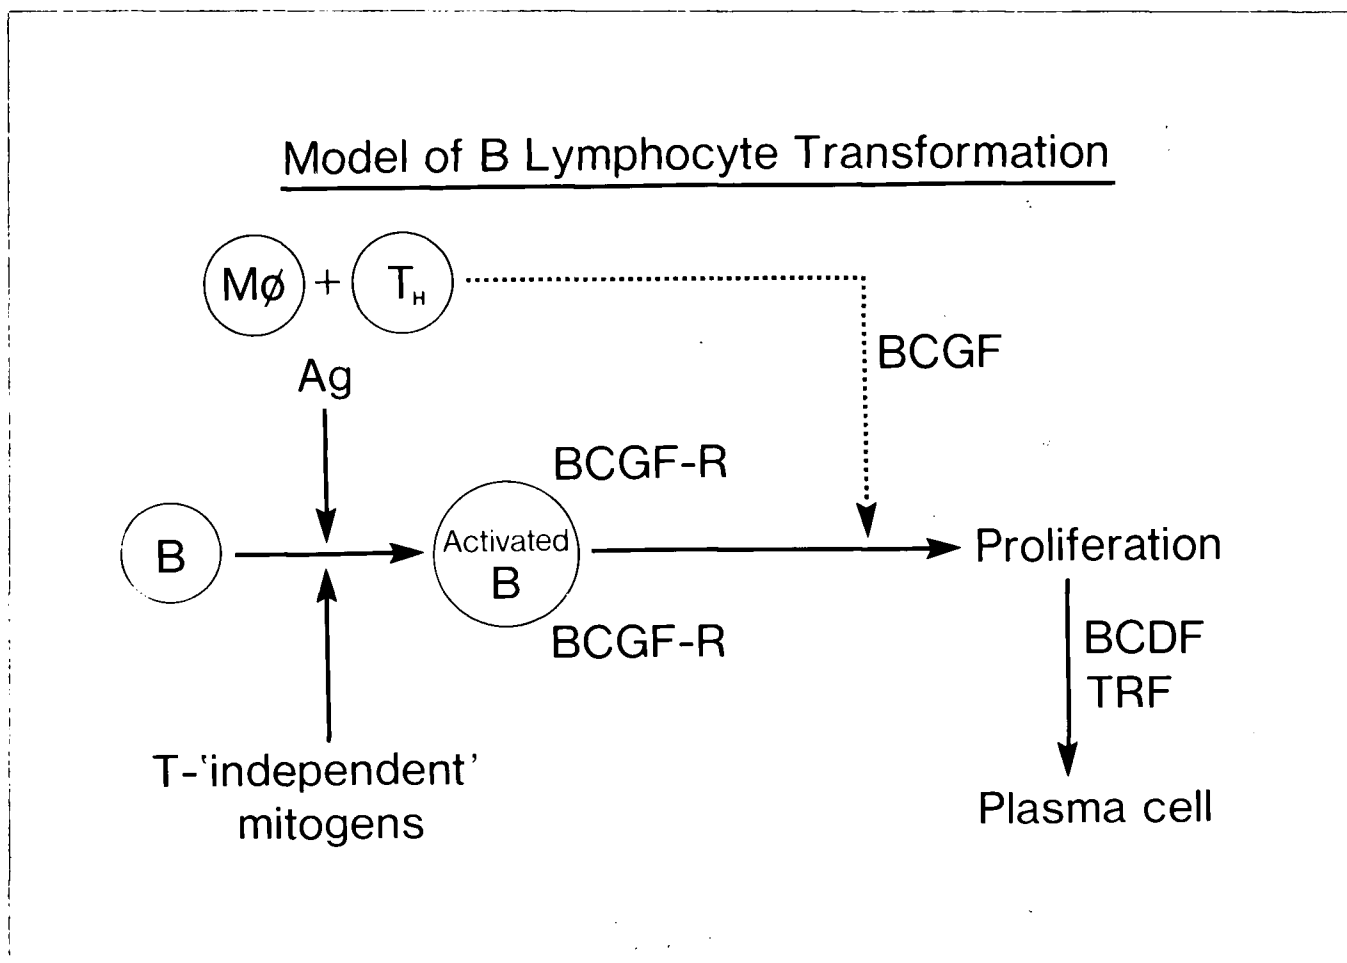 Model of B Lymphocyte Transformation
Mø + TH
BCGF
Ag
BCGF-R
B
Activated
B
Proliferation
BCGF-R
BCDF
TRF
T-'independent'
mitogens
Plasma cell